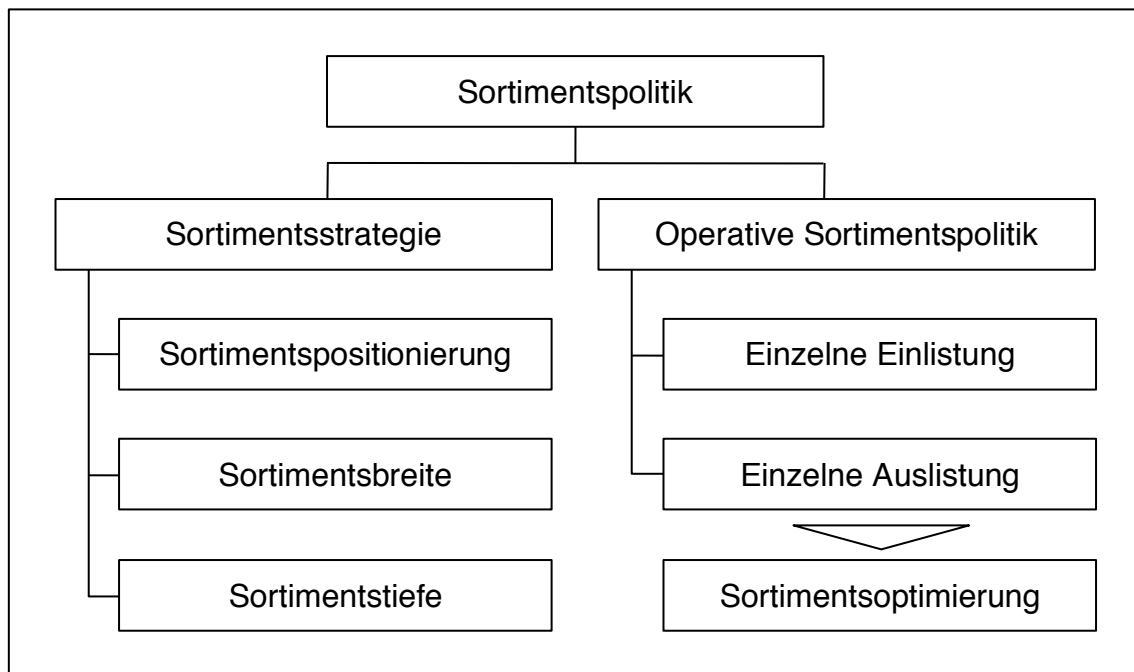 Sortimentspolitik
Sortimentsstrategie
Operative Sortimentspolitik
Sortimentspositionierung
Einzelne Einlistung
Sortimentsbreite
Einzelne Auslistung
Sortimentstiefe
Sortimentsoptimierung